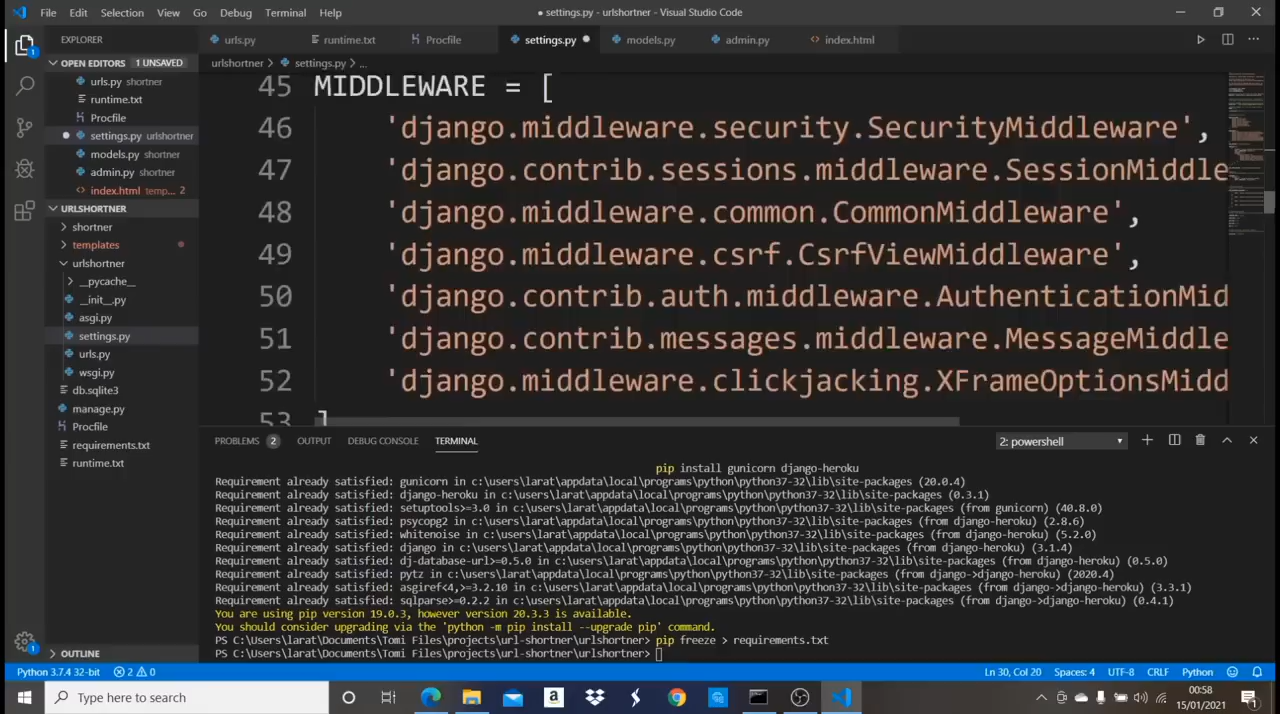 File Edit Selection View Go Debug Terminal Help
● settings.py - urlshortner - Visual Studio Code
EXPLORER
urls.py
runtime.txt
Procfile
settings.py
models.py
admin.py
index.html
OPEN EDITORS 1 UNSAVED
urls.py shortner
runtime.txt
Procfile
settings.py urlshortner
models.py shortner
admin.py shortner
index.html temp... 2
URLSHORTNER
shortner
templates
urlshortner
__pycache__
__init__.py
asgi.py
settings.py
urls.py
wsgi.py
db.sqlite3
manage.py
Procfile
requirements.txt
runtime.txt
OUTLINE
urlshortner > settings.py > ...
45 MIDDLEWARE = [
46 'django.middleware.security.SecurityMiddleware',
47 'django.contrib.sessions.middleware.SessionMiddle
48 'django.middleware.common.CommonMiddleware',
49 'django.middleware.csrf.CsrfViewMiddleware',
50 'django.contrib.auth.middleware.AuthenticationMid
51 'django.contrib.messages.middleware.MessageMiddle
52 'django.middleware.clickjacking.XFrameOptionsMidd
53 ]
PROBLEMS 2 OUTPUT DEBUG CONSOLE TERMINAL
2: powershell
pip install gunicorn django-heroku
Requirement already satisfied: gunicorn in c:\users\larat\appdata\local\programs\python\python37-32\lib\site-packages (20.0.4)
Requirement already satisfied: django-heroku in c:\users\larat\appdata\local\programs\python\python37-32\lib\site-packages (0.3.1)
Requirement already satisfied: setuptools>=3.0 in c:\users\larat\appdata\local\programs\python\python37-32\lib\site-packages (from gunicorn) (40.8.0)
Requirement already satisfied: psycopg2 in c:\users\larat\appdata\local\programs\python\python37-32\lib\site-packages (from django-heroku) (2.8.6)
Requirement already satisfied: whitenoise in c:\users\larat\appdata\local\programs\python\python37-32\lib\site-packages (from django-heroku) (5.2.0)
Requirement already satisfied: django in c:\users\larat\appdata\local\programs\python\python37-32\lib\site-packages (from django-heroku) (3.1.4)
Requirement already satisfied: dj-database-url>=0.5.0 in c:\users\larat\appdata\local\programs\python\python37-32\lib\site-packages (from django-heroku) (0.5.0)
Requirement already satisfied: pytz in c:\users\larat\appdata\local\programs\python\python37-32\lib\site-packages (from django->django-heroku) (2020.4)
Requirement already satisfied: asgiref<4,>=3.2.10 in c:\users\larat\appdata\local\programs\python\python37-32\lib\site-packages (from django->django-heroku) (3.3.1)
Requirement already satisfied: sqlparse>=0.2.2 in c:\users\larat\appdata\local\programs\python\python37-32\lib\site-packages (from django->django-heroku) (0.4.1)
You are using pip version 19.0.3, however version 20.3.3 is available.
You should consider upgrading via the 'python -m pip install --upgrade pip' command.
PS C:\Users\larat\Documents\Tomi Files\projects\url-shortner\urlshortner> pip freeze > requirements.txt
PS C:\Users\larat\Documents\Tomi Files\projects\url-shortner\urlshortner>
Python 3.7.4 32-bit 2 0
Ln 30, Col 20 Spaces: 4 UTF-8 CRLF Python
Type here to search
00:58
15/01/2021